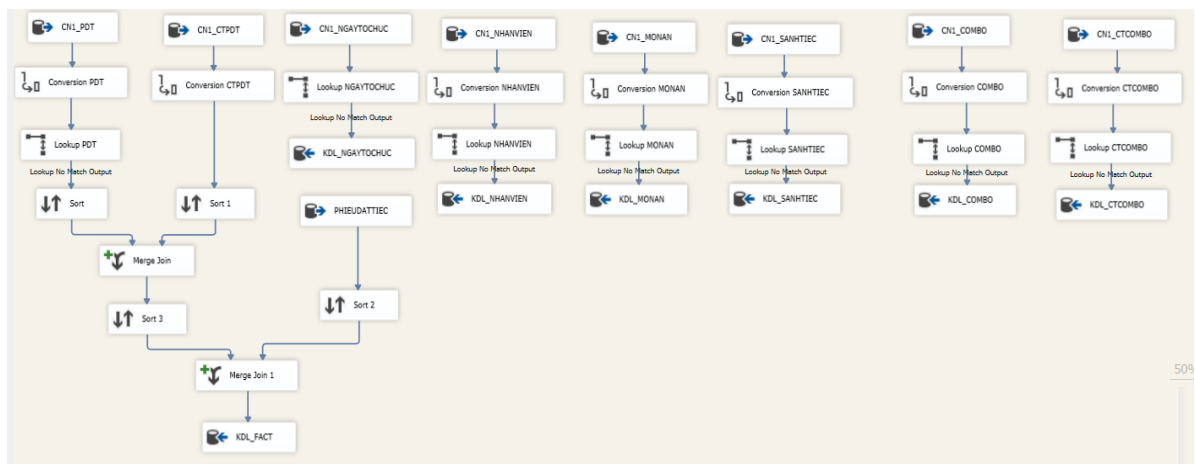 CN1_PDT
CN1_CTPDT
CN1_NGAYTOCHUC
CN1_NHANVIEN
CN1_MONAN
CN1_SANHTIEC
CN1_COMBO
CN1_CTCOMBO
Conversion PDT
Conversion CTPDT
Lookup NGAYTOCHUC
Conversion NHANVIEN
Conversion MONAN
Conversion SANHTIEC
Conversion COMBO
Conversion CTCOMBO
Lookup No Match Output
Lookup PDT
KDL_NGAYTOCHUC
Lookup NHANVIEN
Lookup MONAN
Lookup SANHTIEC
Lookup COMBO
Lookup CTCOMBO
Lookup No Match Output
Lookup No Match Output
Lookup No Match Output
Lookup No Match Output
Lookup No Match Output
Lookup No Match Output
Sort
Sort 1
PHIEUDATTIEC
KDL_NHANVIEN
KDL_MONAN
KDL_SANHTIEC
KDL_COMBO
KDL_CTCOMBO
Merge Join
Sort 3
Sort 2
Merge Join 1
50%
KDL_FACT